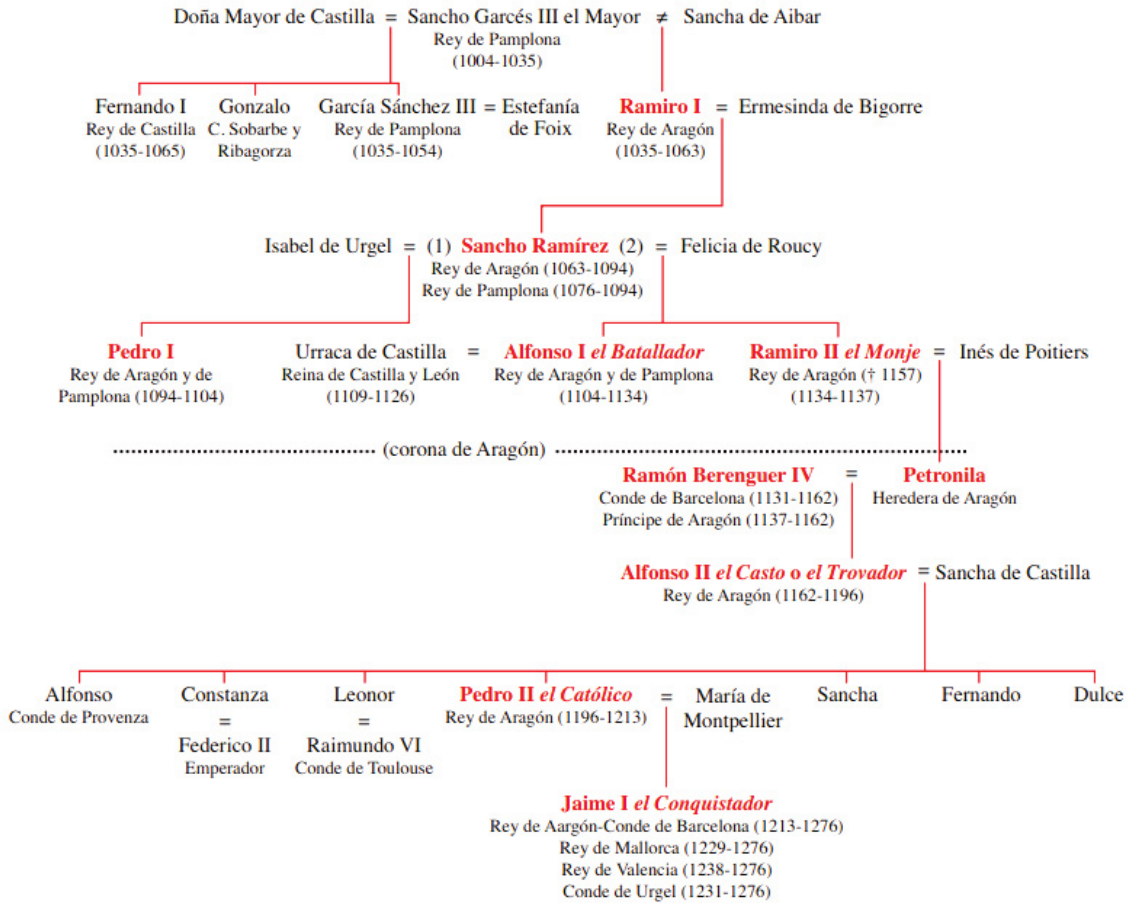 Doña Mayor de Castilla = Sancho Garcés III el Mayor ≠ Sancha de Aibar
Rey de Pamplona
(1004-1035)
Fernando I
Rey de Castilla
(1035-1065)
Gonzalo
C. Sobarbe y
Ribagorza
García Sánchez III = Estefanía
de Foix
Rey de Pamplona
(1035-1054)
Ramiro I = Ermesinda de Bigorre
Rey de Aragón
(1035-1063)
Isabel de Urgel = (1) Sancho Ramírez (2) = Felicia de Roucy
Rey de Aragón (1063-1094)
Rey de Pamplona (1076-1094)
Pedro I
Rey de Aragón y de
Pamplona (1094-1104)
Urraca de Castilla =
Reina de Castilla y León
(1109-1126)
Alfonso I el Batallador
Rey de Aragón y de Pamplona
(1104-1134)
Ramiro II el Monje = Inés de Poitiers
Rey de Aragón († 1157)
(1134-1137)
(corona de Aragón)
Ramón Berenguer IV =
Conde de Barcelona (1131-1162)
Príncipe de Aragón (1137-1162)
Petronila
Heredera de Aragón
Alfonso II el Casto o el Trovador = Sancha de Castilla
Rey de Aragón (1162-1196)
Alfonso
Conde de Provenza
Constanza
=
Federico II
Emperador
Leonor
=
Raimundo VI
Conde de Toulouse
Pedro II el Católico =
Rey de Aragón (1196-1213)
María de
Montpellier
Sancha
Fernando
Dulce
Jaime I el Conquistador
Rey de Aargón-Conde de Barcelona (1213-1276)
Rey de Mallorca (1229-1276)
Rey de Valencia (1238-1276)
Conde de Urgel (1231-1276)